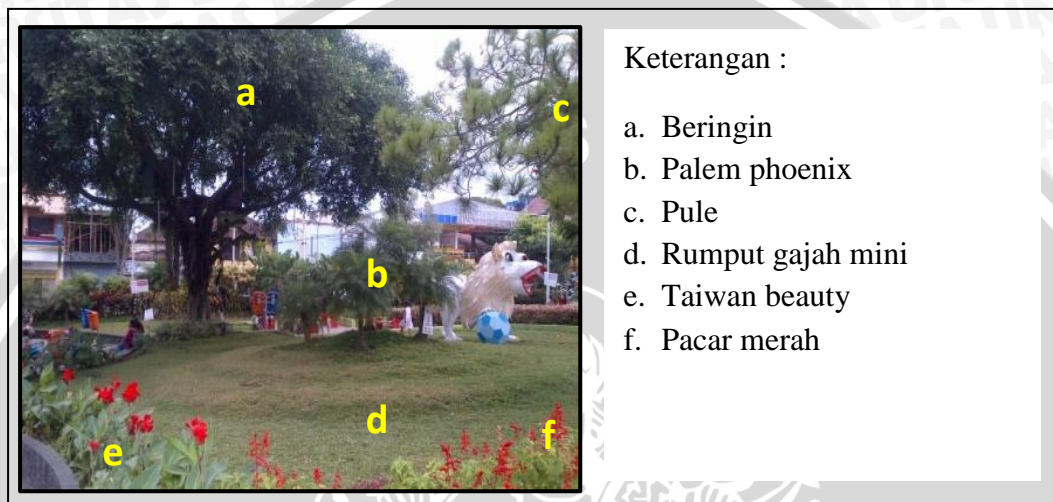 a
c
b
d
e
f
Keterangan :
a. Beringin
b. Palem phoenix
c. Pule
d. Rumput gajah mini
e. Taiwan beauty
f. Pacar merah